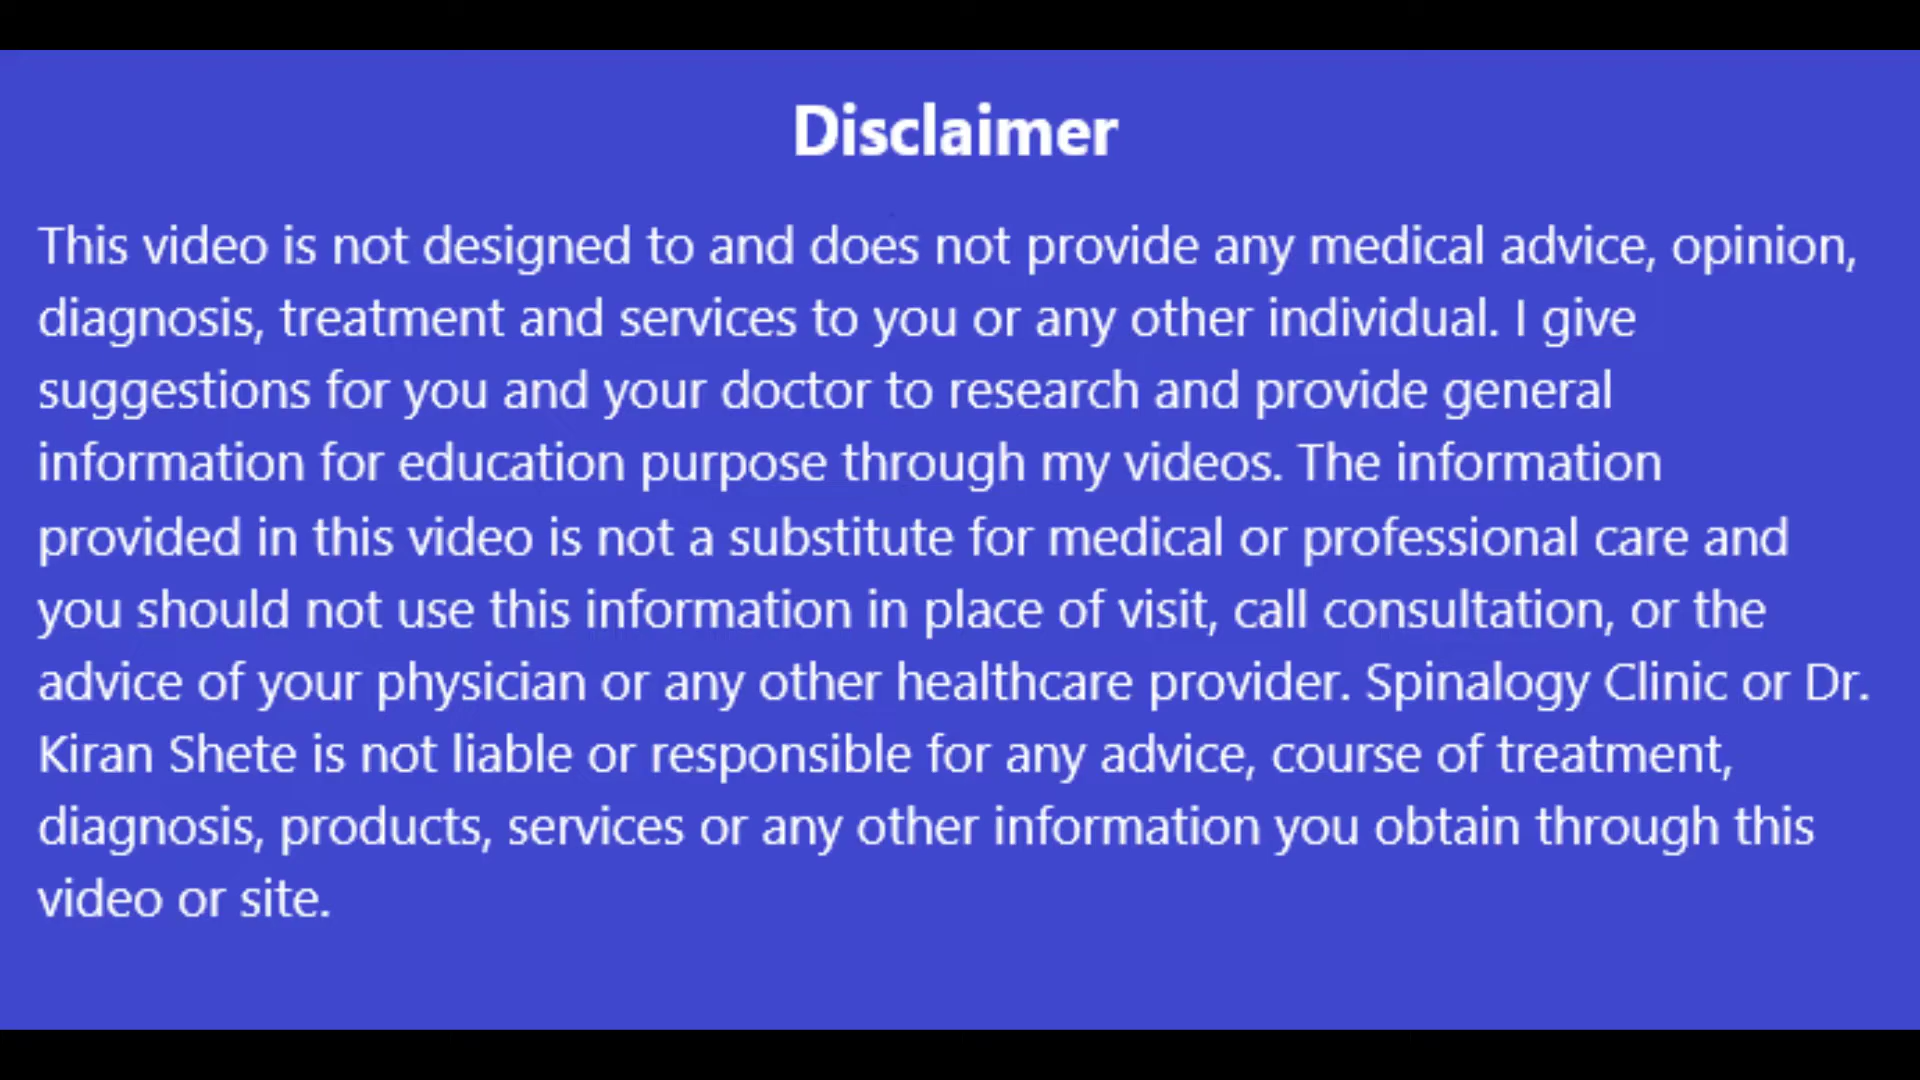 Disclaimer
This video is not designed to and does not provide any medical advice, opinion,
diagnosis, treatment and services to you or any other individual. I give
suggestions for you and your doctor to research and provide general
information for education purpose through my videos. The information
provided in this video is not a substitute for medical or professional care and
you should not use this information in place of visit, call consultation, or the
advice of your physician or any other healthcare provider. Spinalogy Clinic or Dr.
Kiran Shete is not liable or responsible for any advice, course of treatment,
diagnosis, products, services or any other information you obtain through this
video or site.